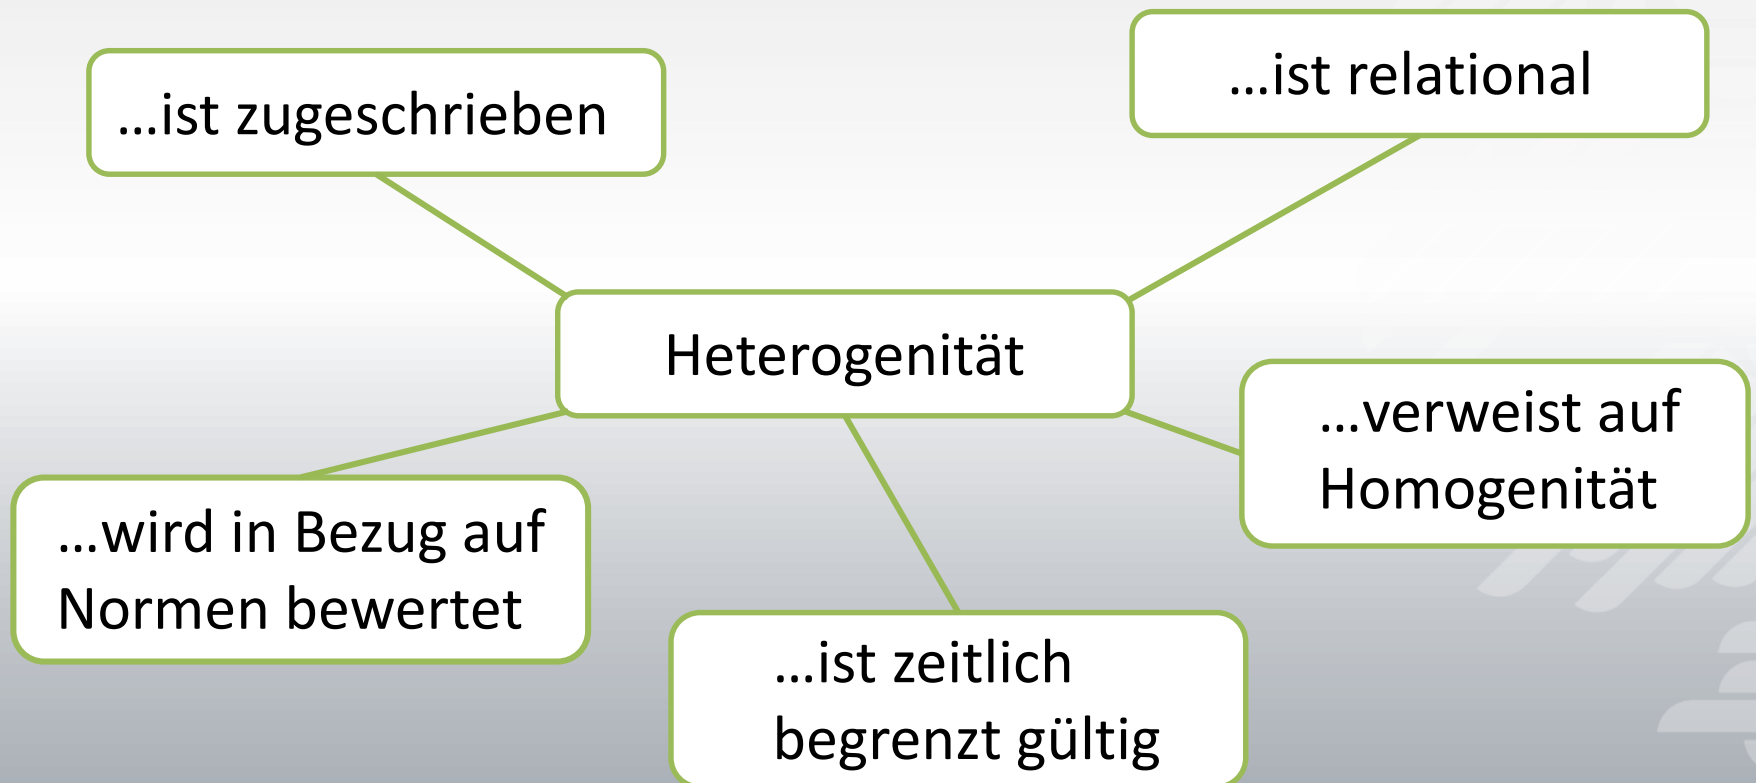 ...ist zugeschrieben
...ist relational
Heterogenität
...verweist auf
Homogenität
...wird in Bezug auf
Normen bewertet
...ist zeitlich
begrenzt gültig